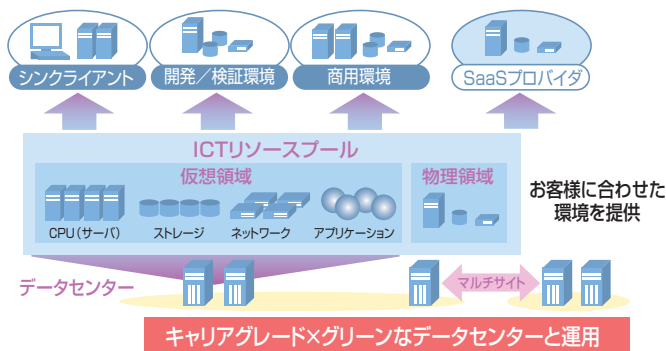 シンクライアント
開発／検証環境
商用環境
SaaSプロバイダ
ICTリソースプール
仮想領域
物理領域
CPU（サーバ）
ストレージ
ネットワーク
アプリケーション
お客様に合わせた
環境を提供
データセンター
マルチサイト
キャリアグレード×グリーンなデータセンターと運用